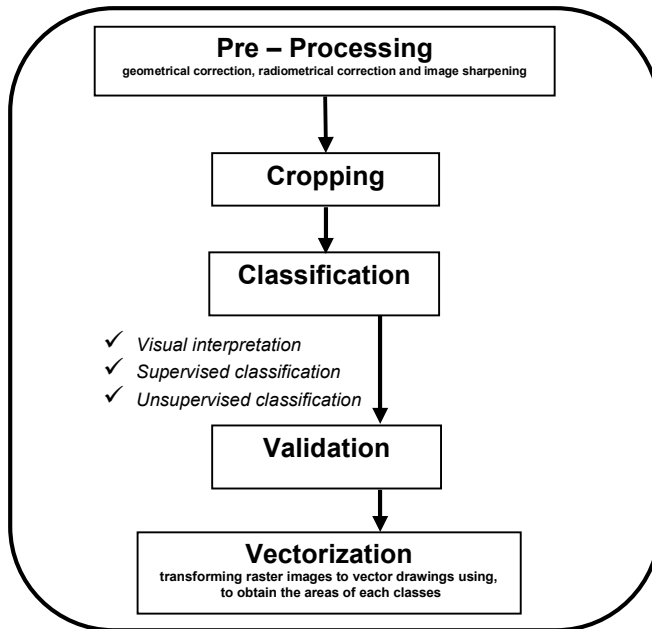 Pre – Processing
geometrical correction, radiometrical correction and image sharpening
Cropping
Classification
✓ Visual interpretation
✓ Supervised classification
✓ Unsupervised classification
Validation
Vectorization
transforming raster images to vector drawings using,
to obtain the areas of each classes